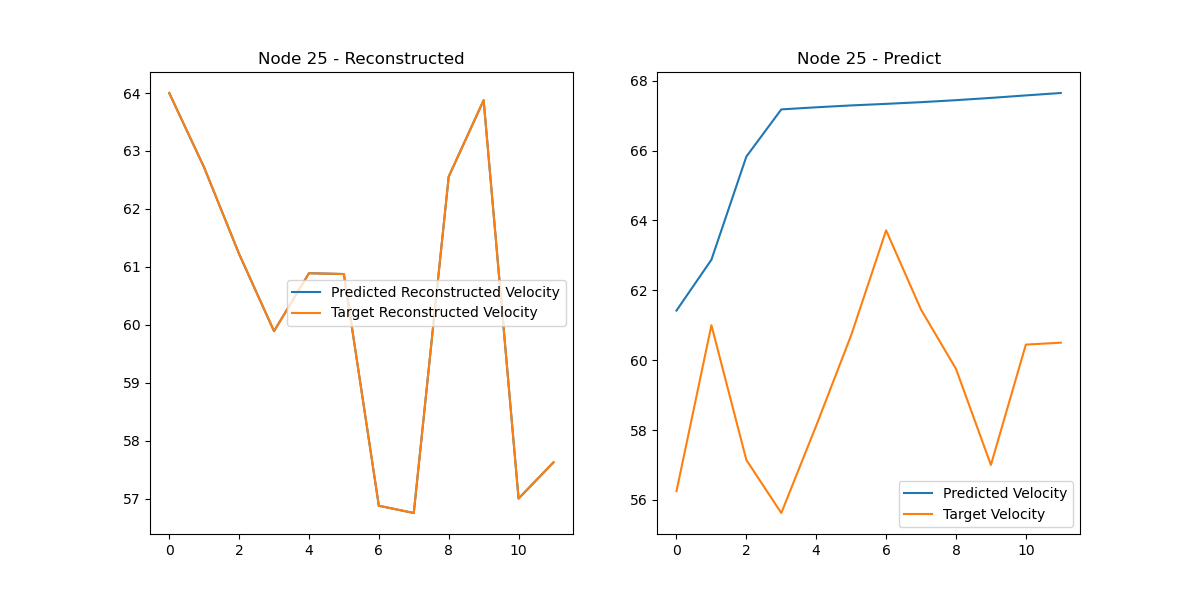 Node 25 - Reconstructed
64
63
62
61
60
59
58
57
0 2 4 6 8 10
Predicted Reconstructed Velocity
Target Reconstructed Velocity
Node 25 - Predict
68
66
64
62
60
58
56
0 2 4 6 8 10
Predicted Velocity
Target Velocity